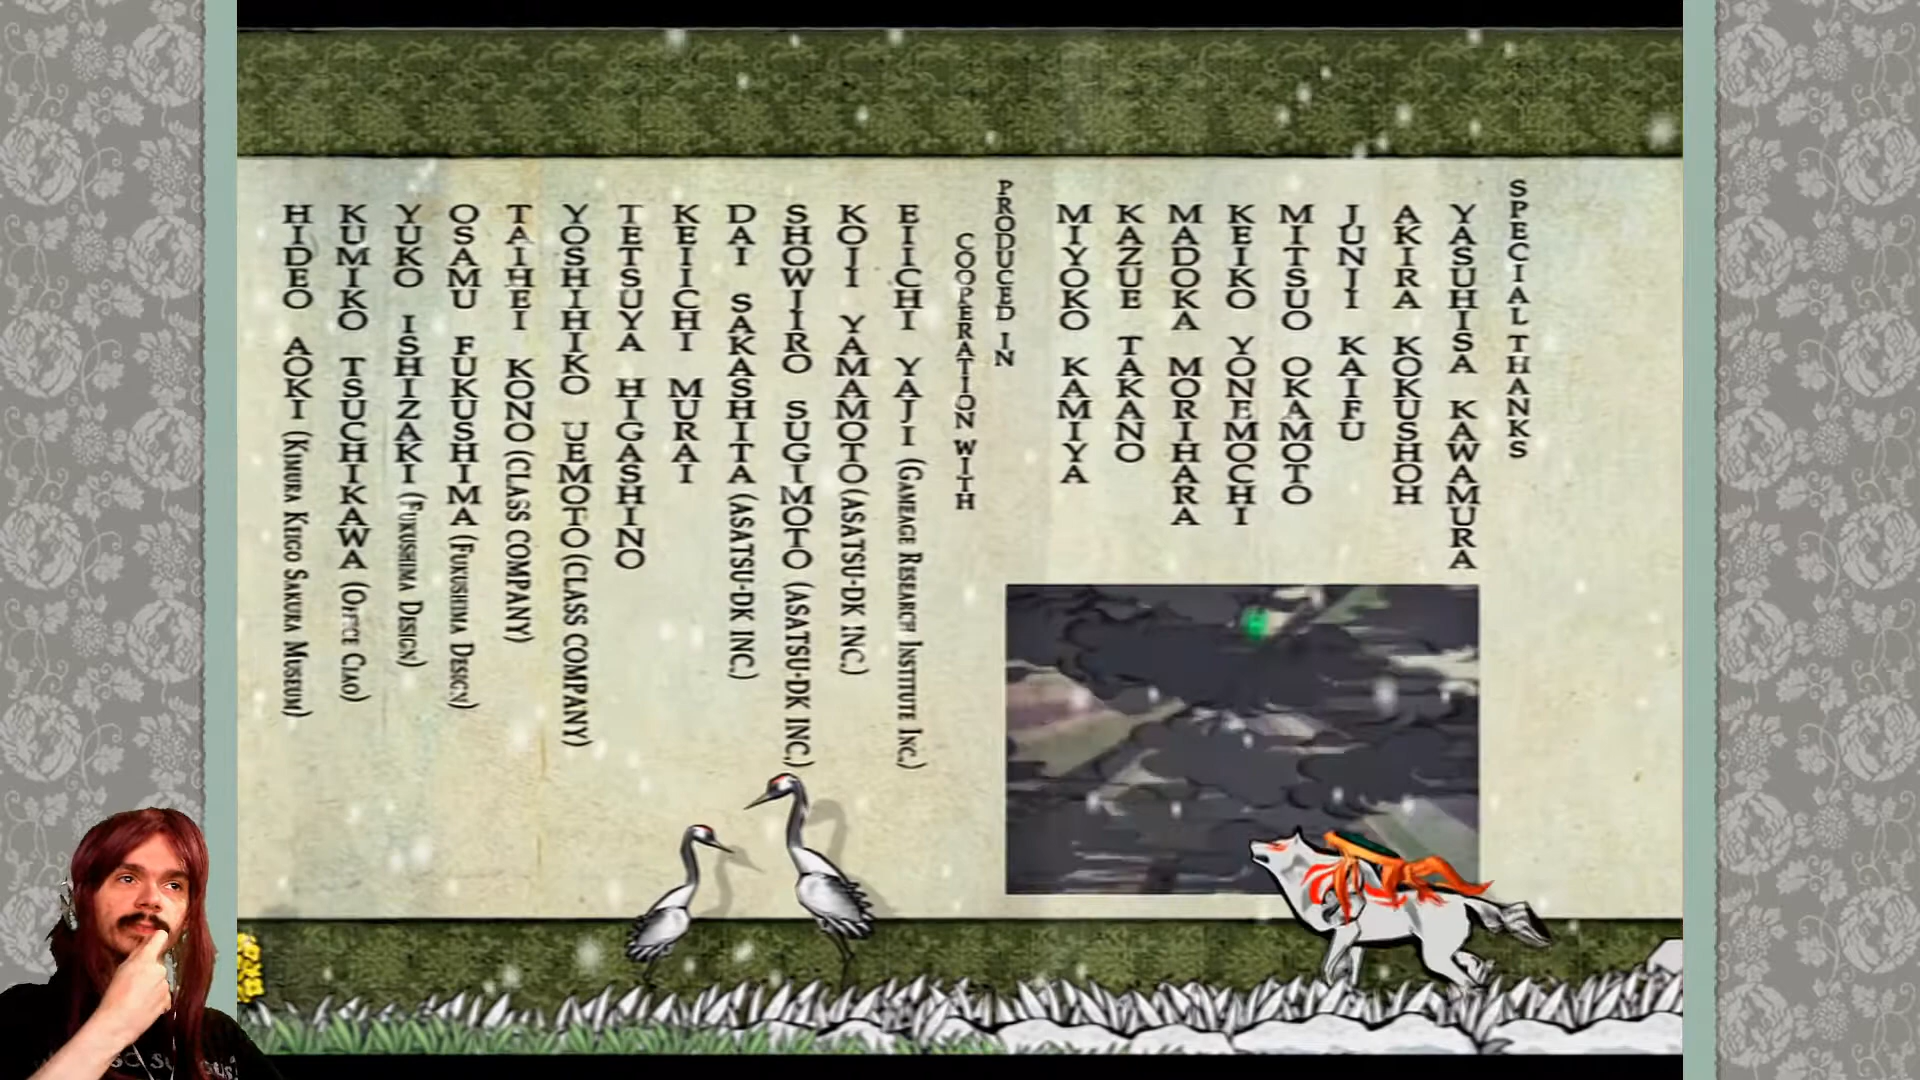 SPECIAL THANKS
YASUHISA KAWAMURA
AKIRA KOKUSHOH
JUNJI KAIFU
MITSUO OKAMOTO
KEIKO YONEMOCHI
MADOKA MORIHARA
KAZUE TAKANO
MIYOKO KAMIYA
PRODUCED IN
COOPERATION WITH
EIICHI YAJI (GAMEAGE RESEARCH INSTITUTE INC.)
KOJI YAMAMOTO (ASATSU-DK INC.)
SHOWJIRO SUGIMOTO (ASATSU-DK INC.)
DAI SAKASHITA (ASATSU-DK INC.)
KEIICHI MURAI
TETSUYA HIGASHINO
YOSHIHIKO UEMOTO (CLASS COMPANY)
TAIHEI KONO (CLASS COMPANY)
OSAMU FUKUSHIMA (FUKUSHIMA DESIGN)
YUKO ISHIZAKI (FUKUSHIMA DESIGN)
KUMIKO TSUCHIKAWA (OFFICE CIAO)
HIDEO AOKI (KIMURA KEIGO SAKURA MUSEUM)